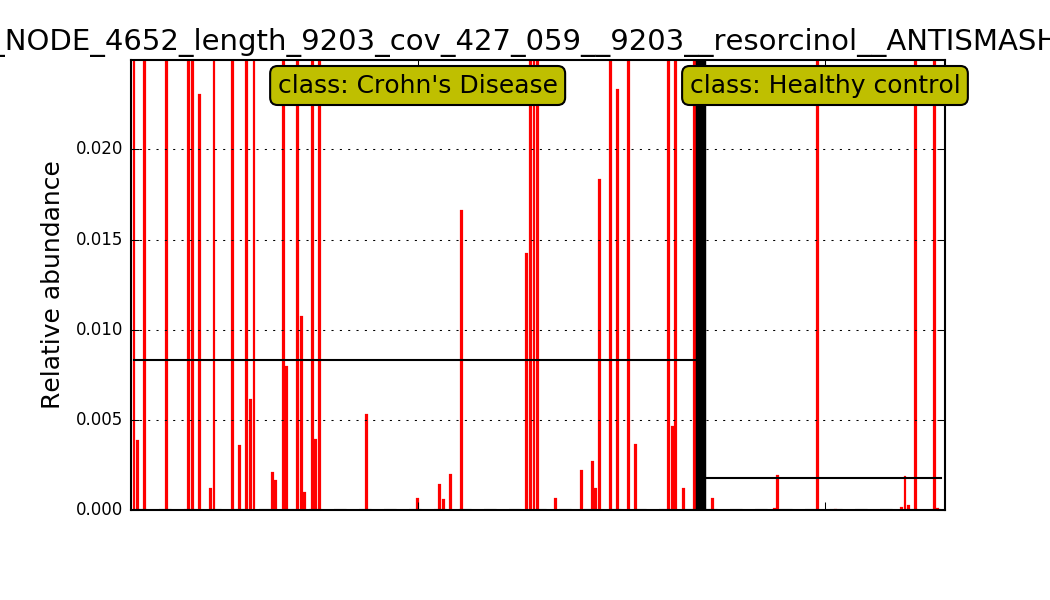 _NODE_4652_length_9203_cov_427_059__9203__resorcinol__ANTISMASH
class: Crohn's Disease
class: Healthy control
Relative abundance
0.020
0.015
0.010
0.005
0.000